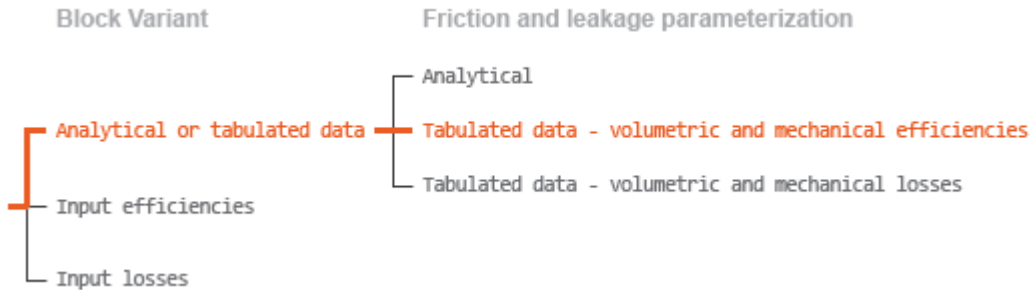 Block Variant
Friction and leakage parameterization
Analytical
Analytical or tabulated data
Tabulated data - volumetric and mechanical efficiencies
Tabulated data - volumetric and mechanical losses
Input efficiencies
Input losses